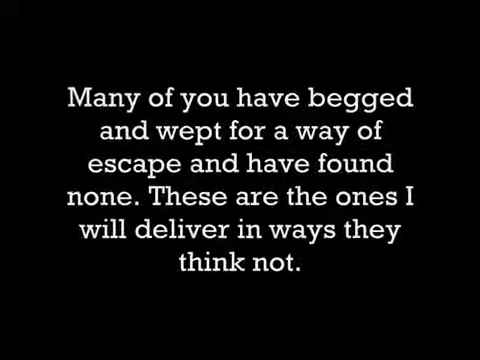 Many of you have begged
and wept for a way of
escape and have found
none. These are the ones I
will deliver in ways they
think not.